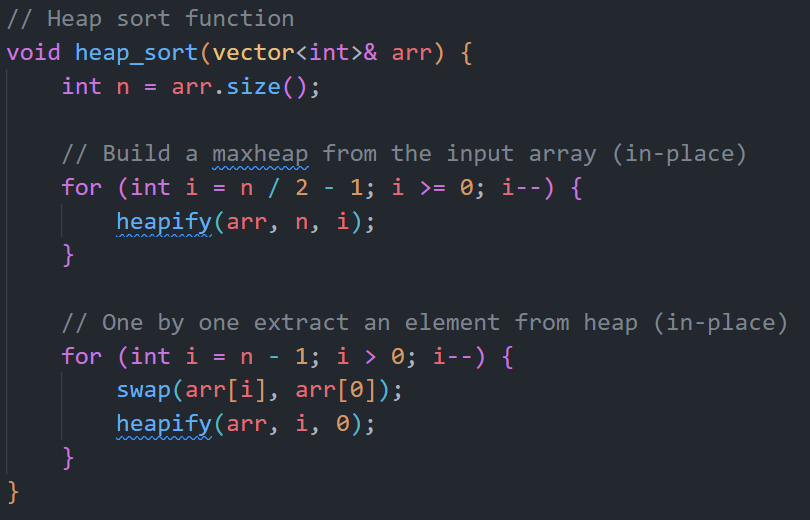 // Heap sort function
void heap_sort(vector<int>& arr) {
    int n = arr.size();

    // Build a maxheap from the input array (in-place)
    for (int i = n / 2 - 1; i >= 0; i--) {
        heapify(arr, n, i);
    }

    // One by one extract an element from heap (in-place)
    for (int i = n - 1; i > 0; i--) {
        swap(arr[i], arr[0]);
        heapify(arr, i, 0);
    }
}